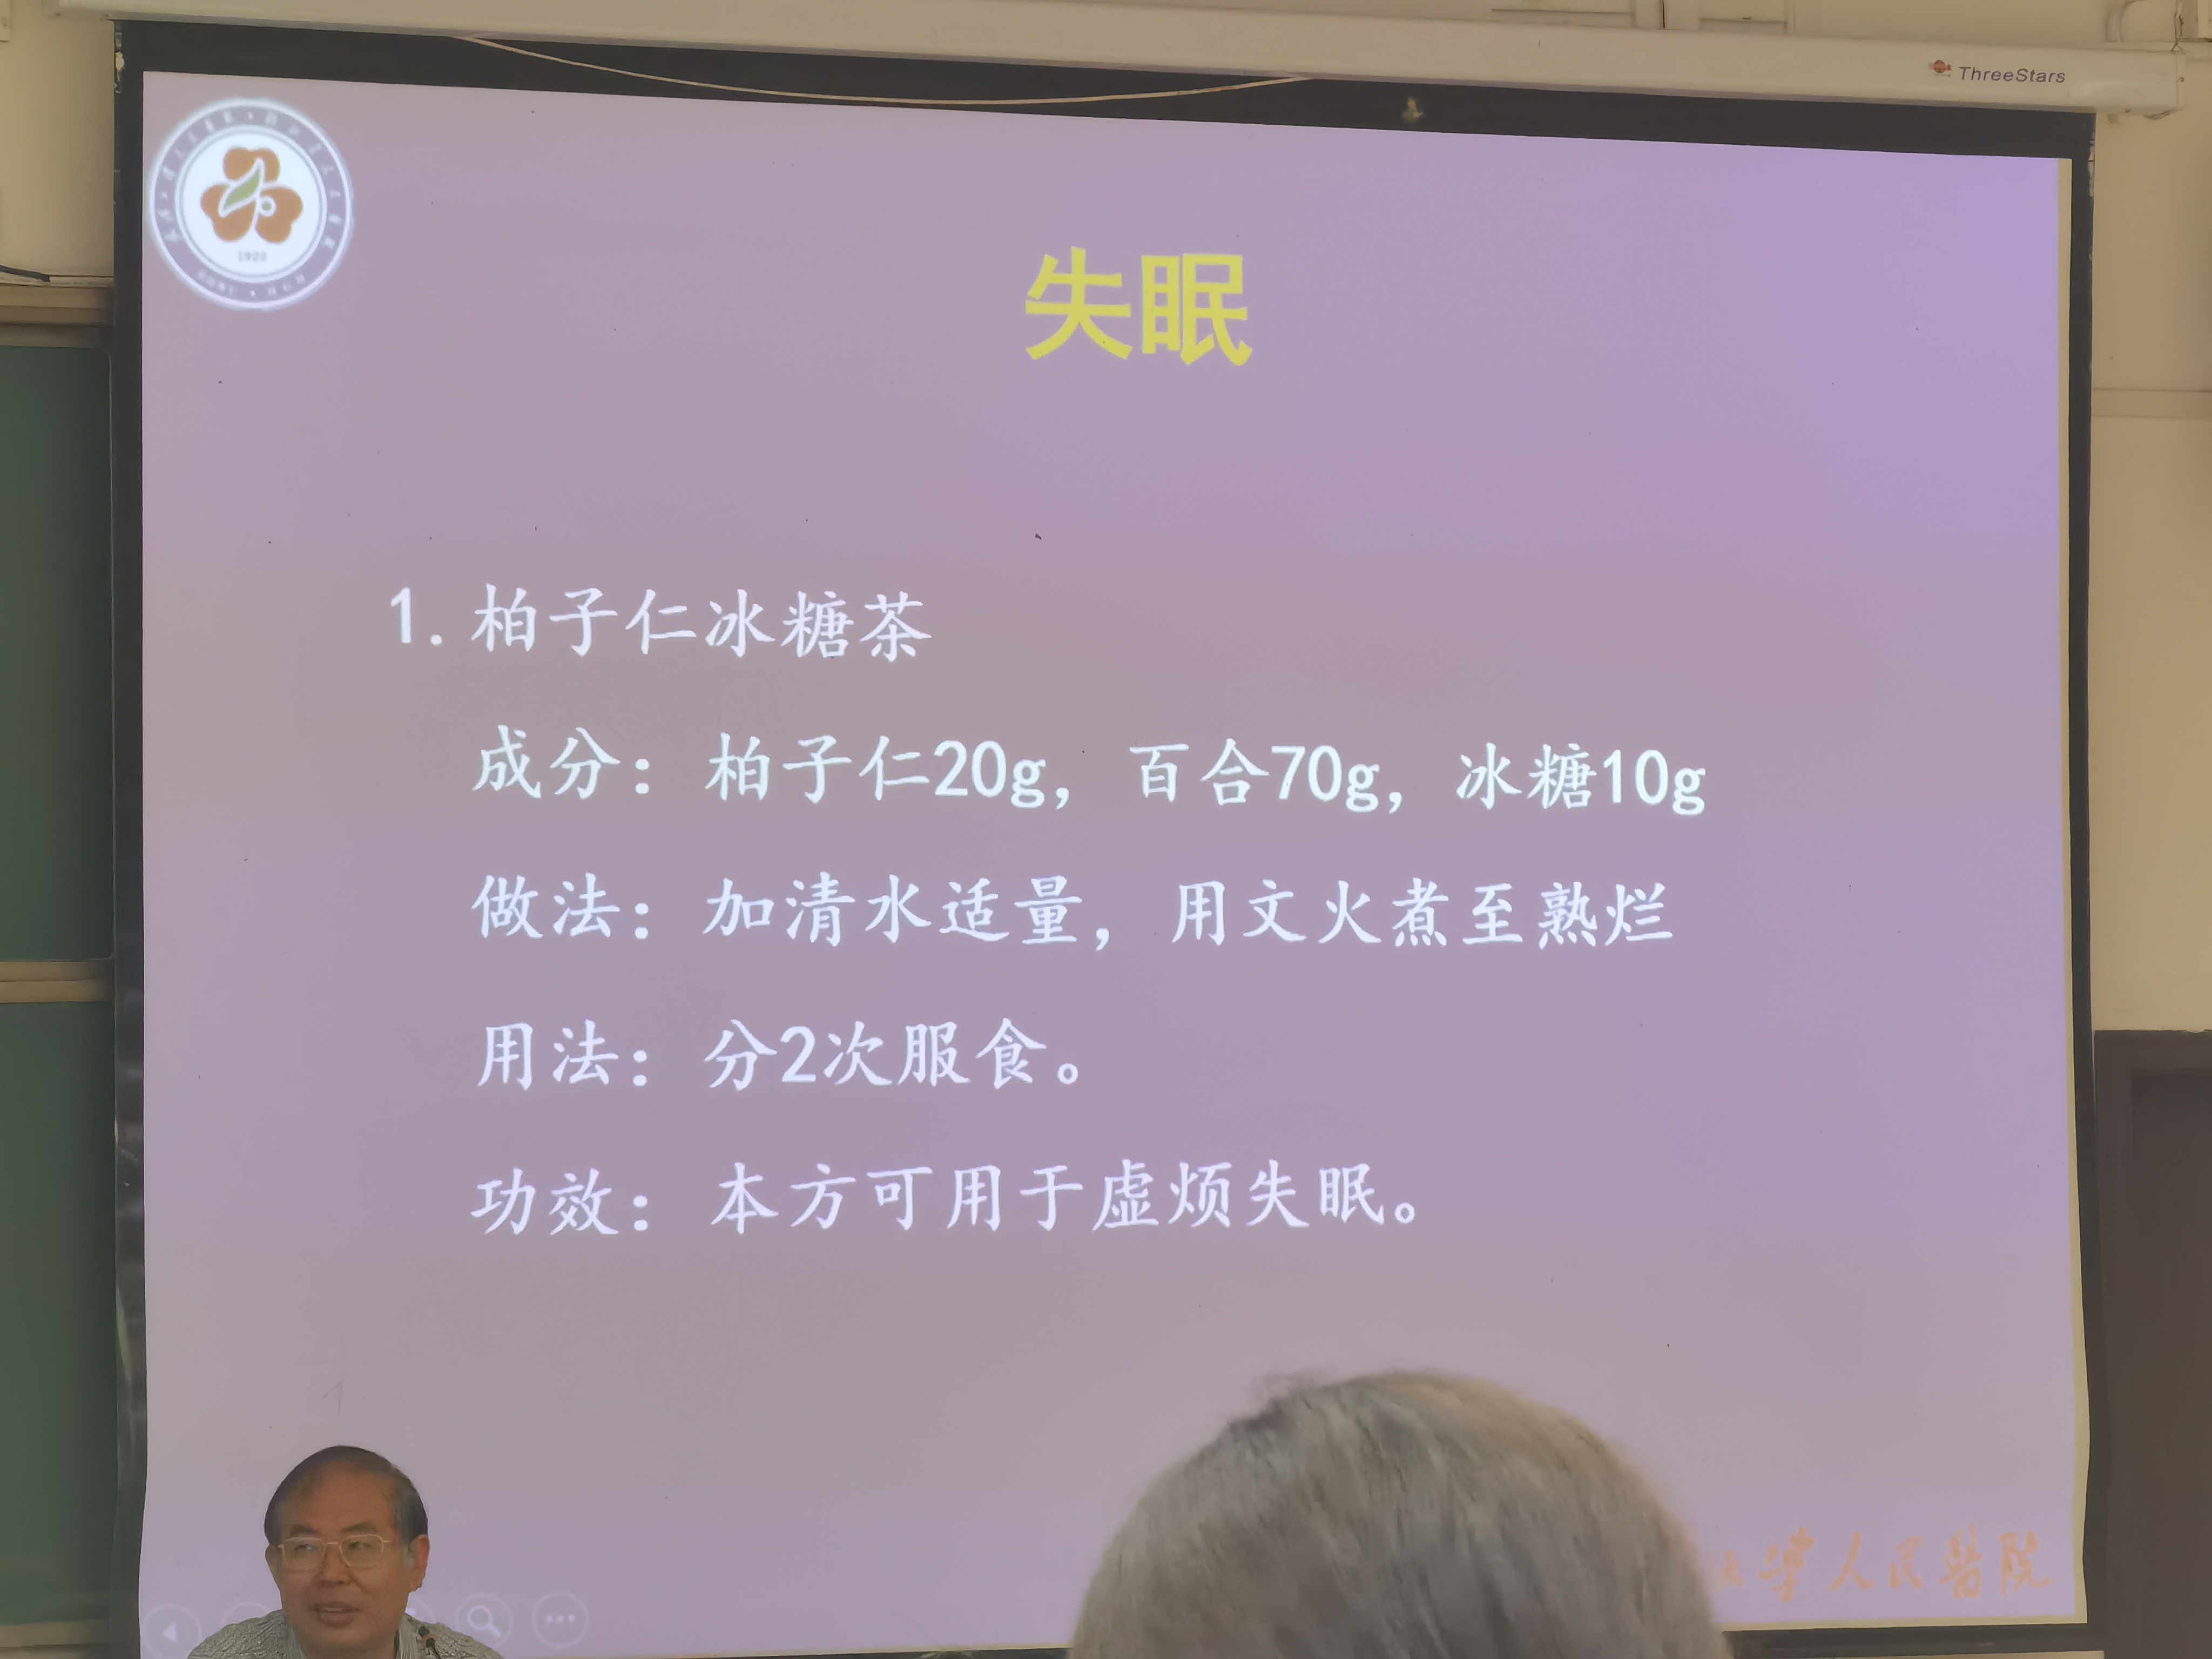 ThreeStars
1923
失眠
1.柏子仁冰糖茶
成分：柏子仁20g，百合70g，冰糖10g
做法：加清水适量，用文火煮至熟烂
用法：分2次服食。
功效：本方可用于虚烦失眠。
大学人民醫院